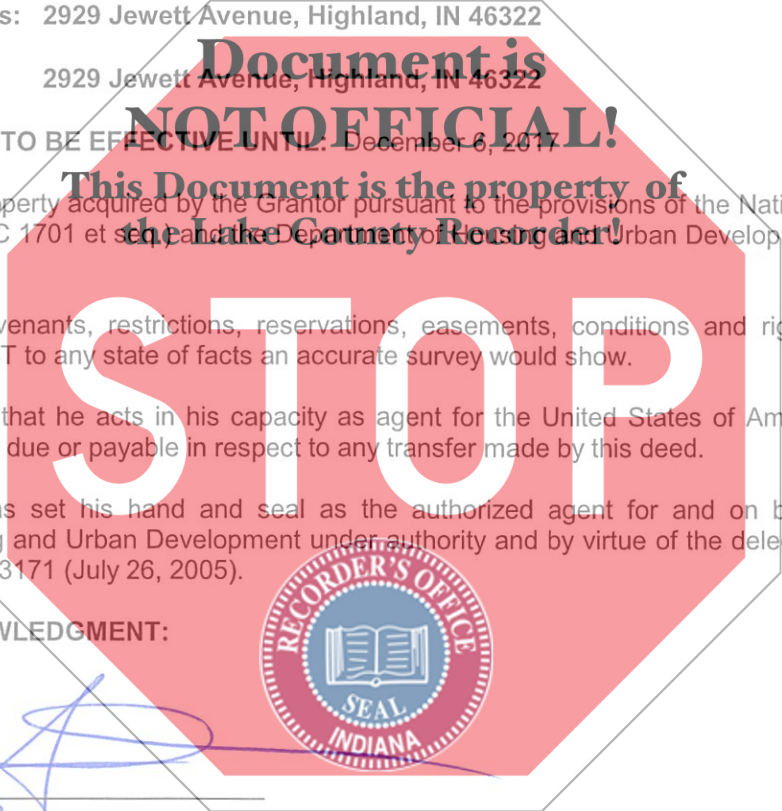 s: 2929 Jewett Avenue, Highland, IN 46322
Document is
2929 Jewett Avenue, Highland, IN 46322
NOT OFFICIAL!
TO BE EFFECTIVE UNTIL: December 6, 2017
This Document is the property of
perty acquired by the Grantor pursuant to the provisions of the Nati
the Lake County Recorder!
C 1701 et seq.) and the Department of Housing and Urban Develop
STOP
venants, restrictions, reservations, easements, conditions and rig
T to any state of facts an accurate survey would show.
that he acts in his capacity as agent for the United States of Am
due or payable in respect to any transfer made by this deed.
as set his hand and seal as the authorized agent for and on b
g and Urban Development under authority and by virtue of the dele
3171 (July 26, 2005).
RECORDER'S OFFICE
SEAL
INDIANA
WLEDGMENT: